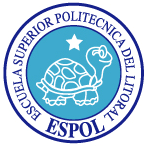 ESCUELA SUPERIOR POLITECNICA DEL LITORAL
ESPOL